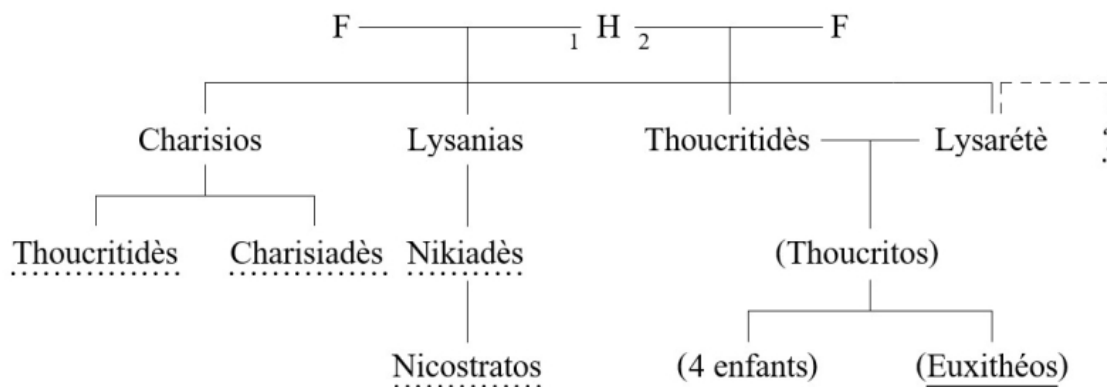 F 1 H 2 F
Charisios Lysanias Thoucritidès Lysarétè
Thoucritidès Charisiadès Nikiadès (Thoucritos)
Nicostratos (4 enfants) (Euxithéos)